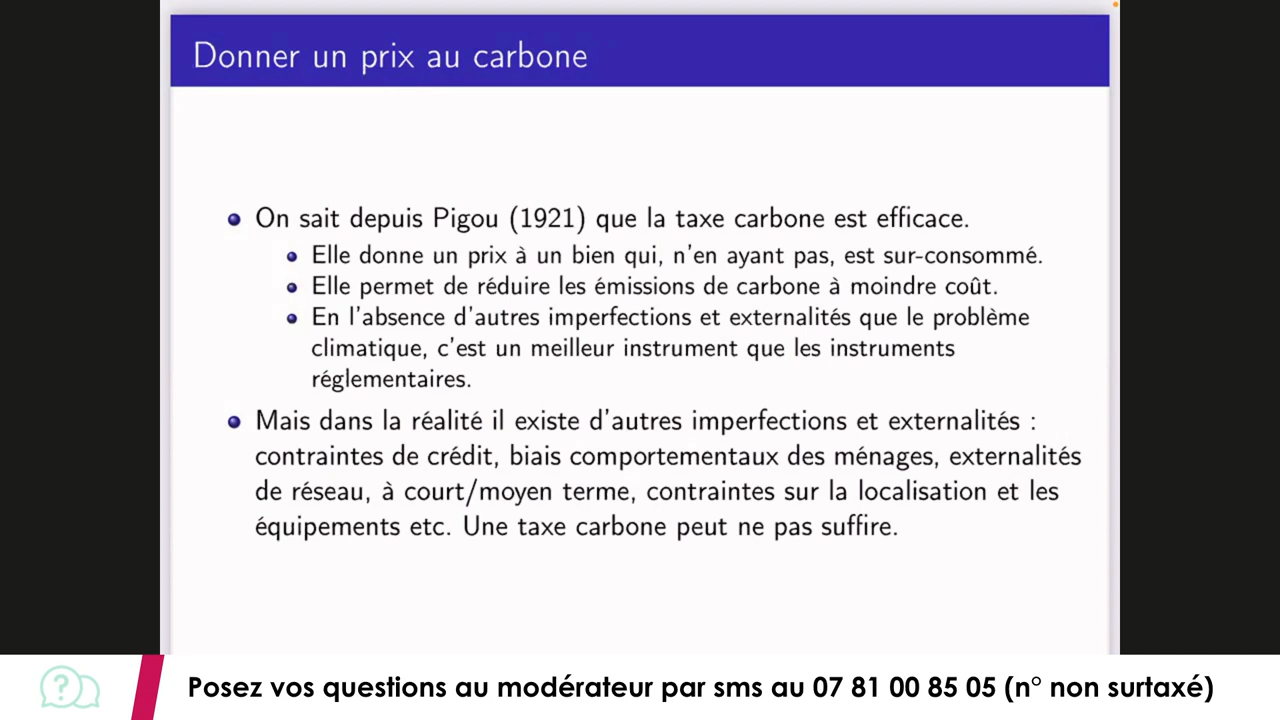 Donner un prix au carbone
On sait depuis Pigou (1921) que la taxe carbone est efficace.
Elle donne un prix à un bien qui, n'en ayant pas, est sur-consommé.
Elle permet de réduire les émissions de carbone à moindre coût.
En l'absence d'autres imperfections et externalités que le problème
climatique, c'est un meilleur instrument que les instruments
réglementaires.
Mais dans la réalité il existe d'autres imperfections et externalités :
contraintes de crédit, biais comportementaux des ménages, externalités
de réseau, à court/moyen terme, contraintes sur la localisation et les
équipements etc. Une taxe carbone peut ne pas suffire.
Posez vos questions au modérateur par sms au 07 81 00 85 05 (n° non surtaxé)